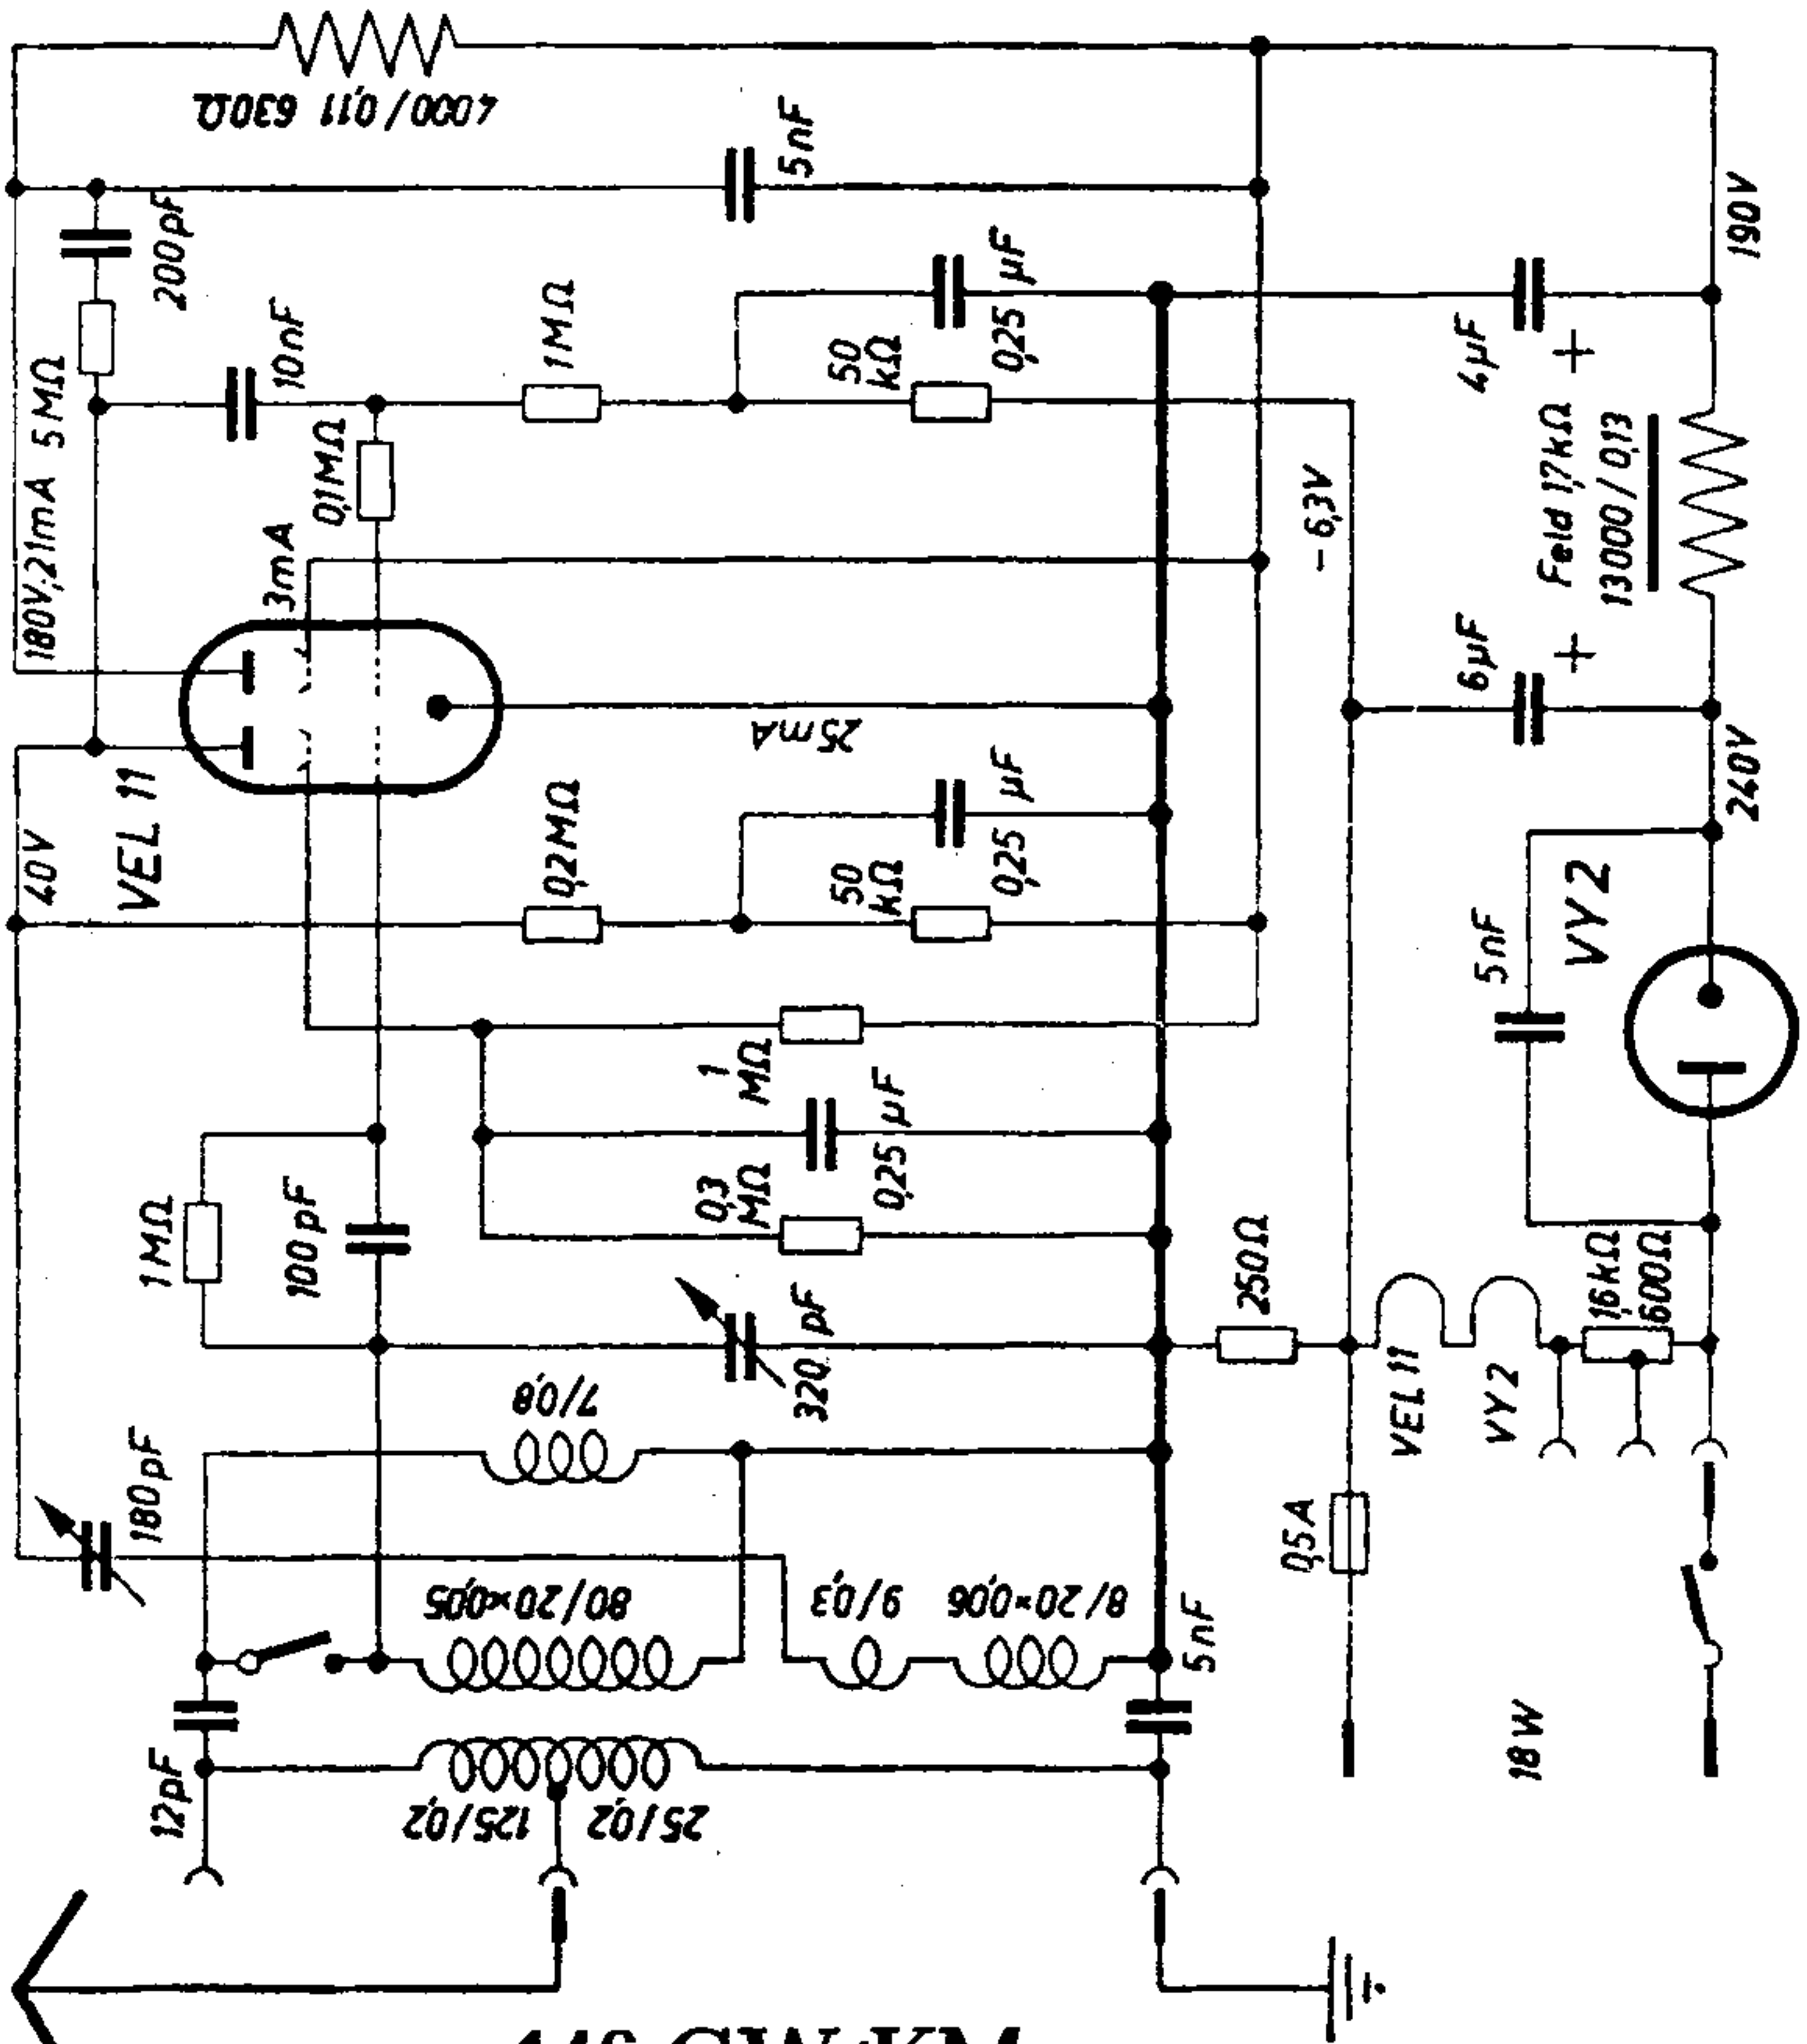 12pF
180pF
1MΩ
100pF
40V
VEL 11
180V;21mA
5MΩ
200pF
3mA
0,1MΩ
10nF
4000/0,11 630Ω
125/0,2
25/0,2
80/20×0,05
7/0,8
9/0,3
8/20×0,06
320 pF
0,3 MΩ
1 MΩ
0,25 µF
0,2MΩ
50 kΩ
0,25 µF
25mA
1MΩ
50 kΩ
0,25 µF
5nF
5nF
250Ω
0,5A
VEL 11
VY 2
18W
1,6kΩ
600Ω
5nF
VY 2
240V
6µF
+
-6,3V
Feld 1,7kΩ
13000/0,13
4µF
+
190V